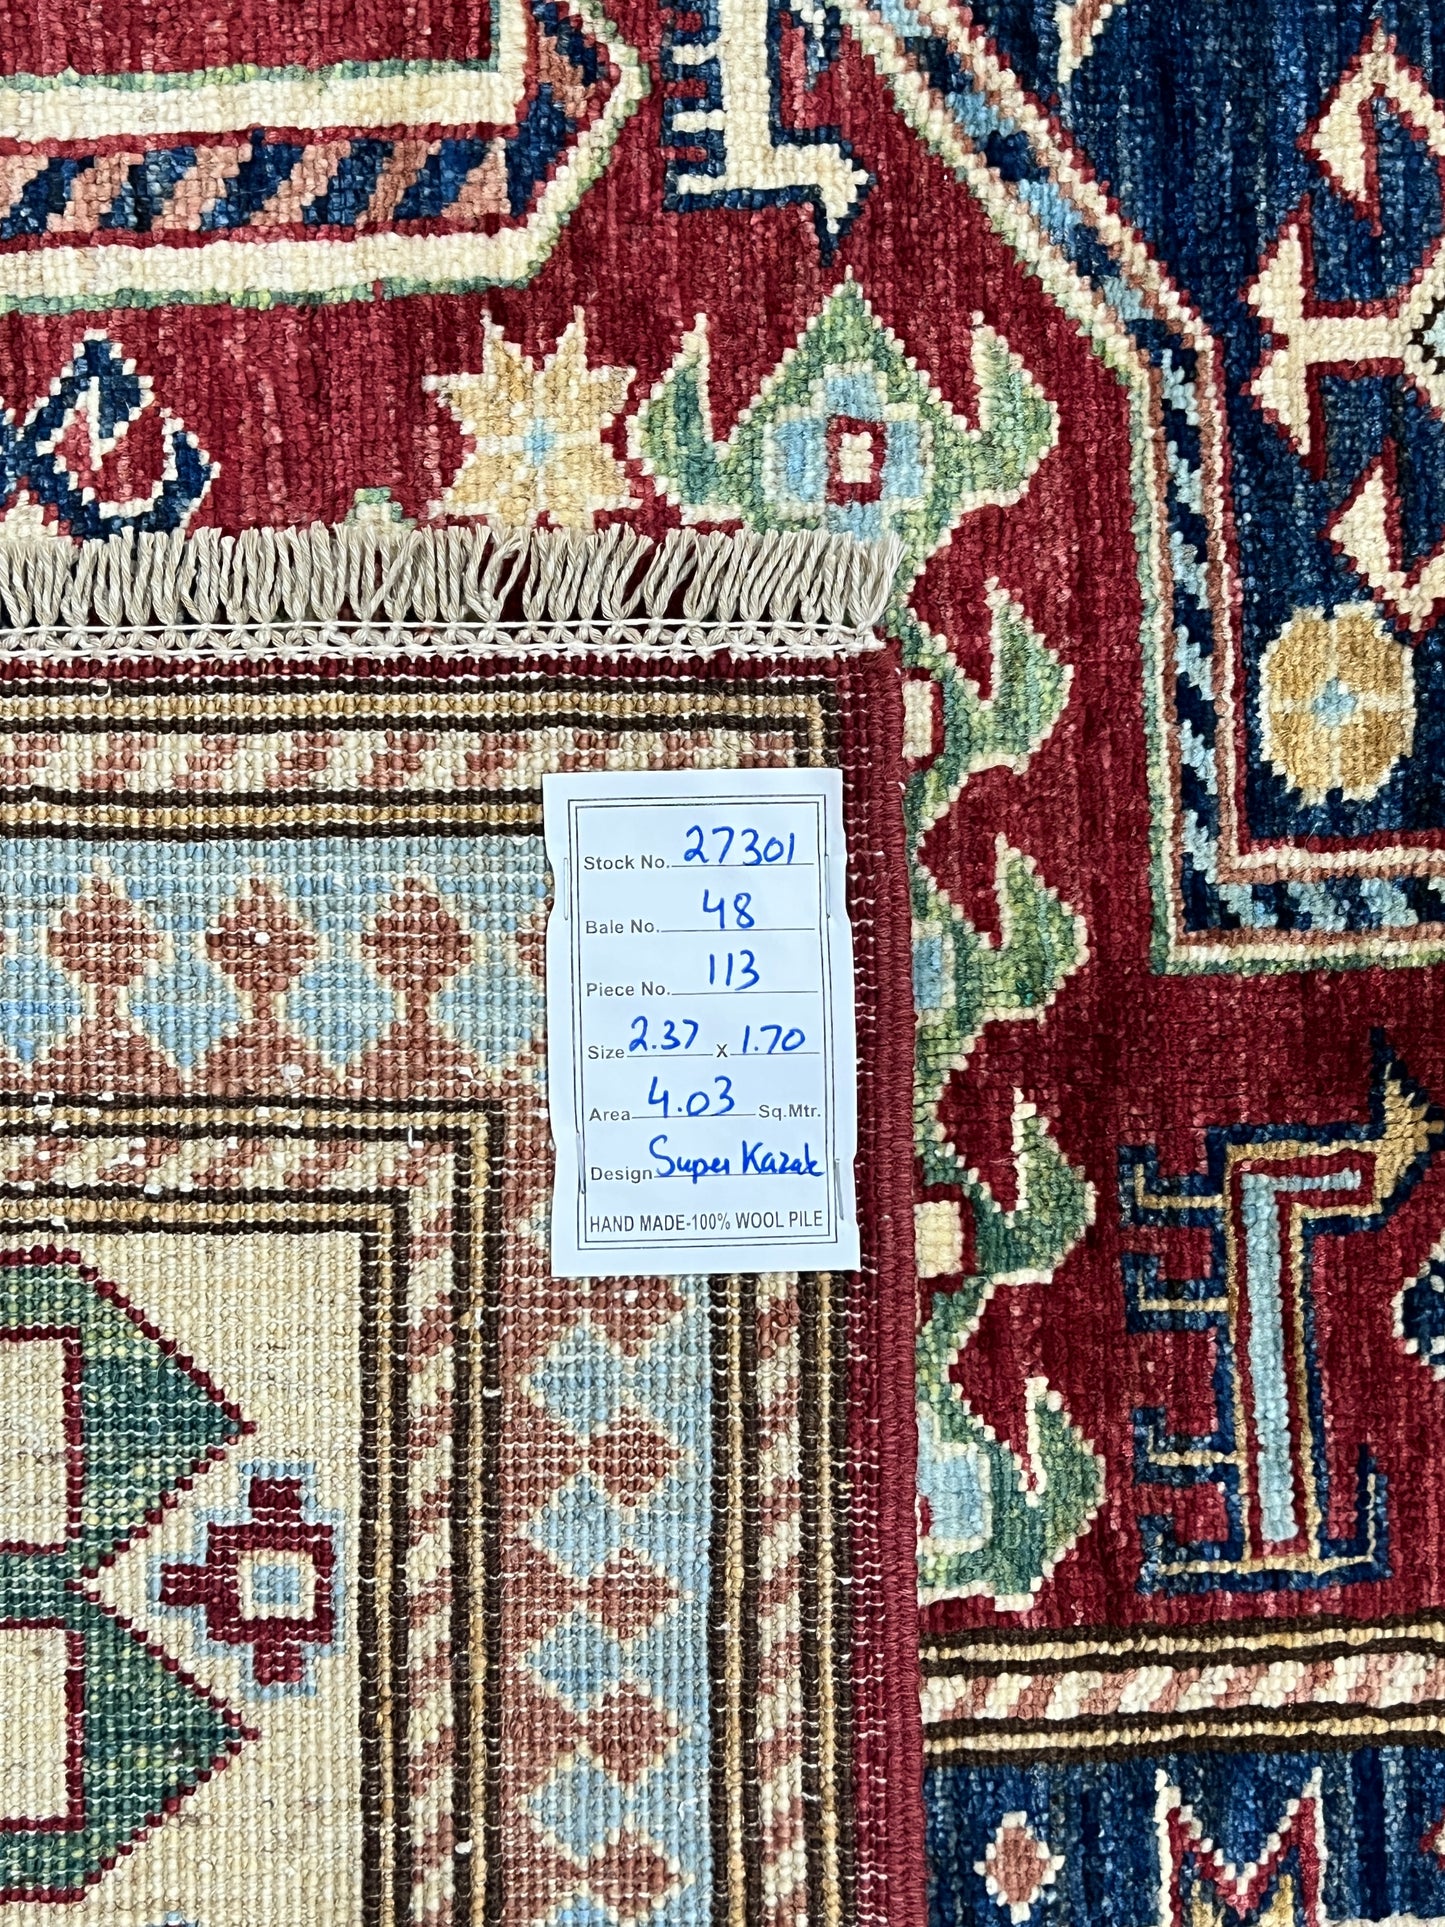 Stock No. 27301
Bale No. 48
Piece No. 113
Size 2.37 x 1.70
Area 4.03 Sq.Mtr.
Design Super Kazak
HAND MADE-100% WOOL PILE